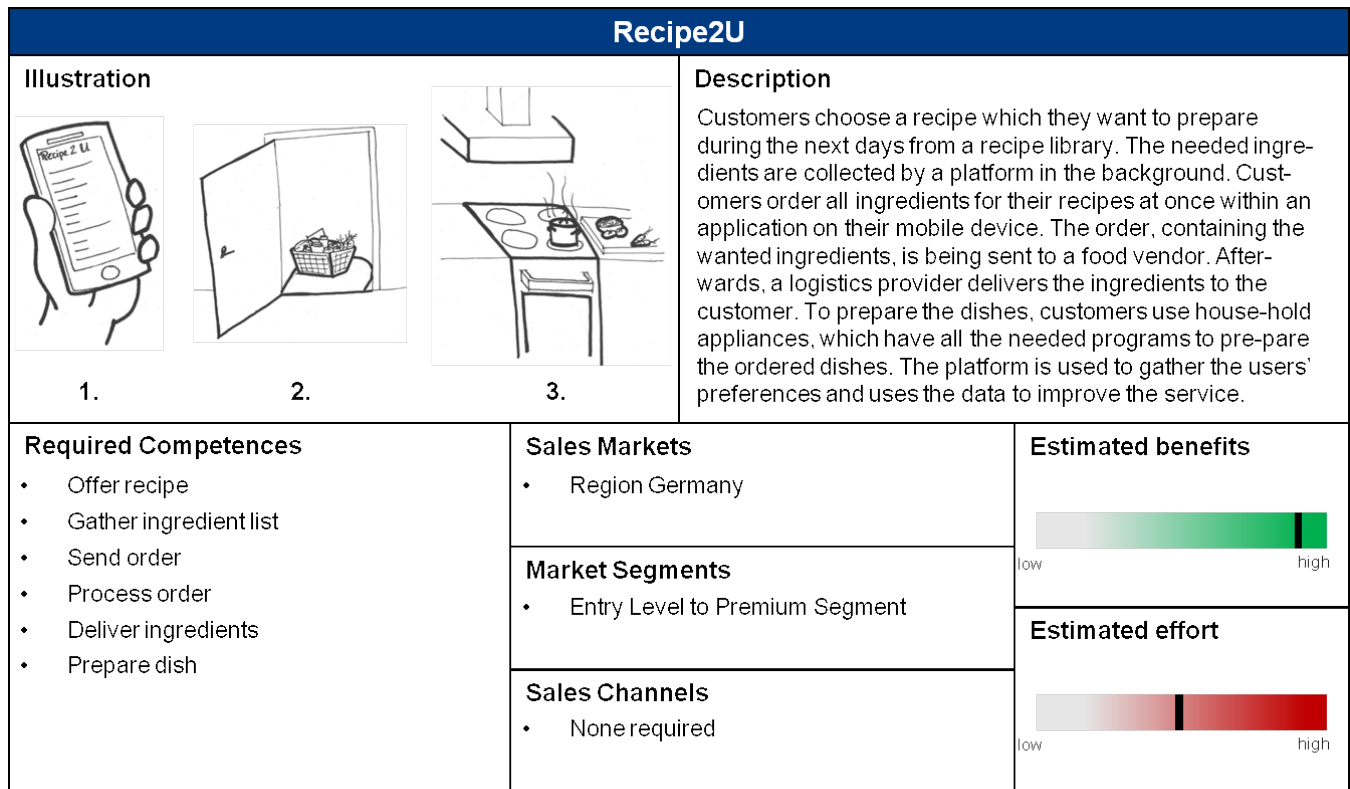 Recipe2U
Illustration
Recipe 2 U
1.
2.
3.
Description
Customers choose a recipe which they want to prepare
during the next days from a recipe library. The needed ingre-
dients are collected by a platform in the background. Cust-
omers order all ingredients for their recipes at once within an
application on their mobile device. The order, containing the
wanted ingredients, is being sent to a food vendor. After-
wards, a logistics provider delivers the ingredients to the
customer. To prepare the dishes, customers use house-hold
appliances, which have all the needed programs to pre-pare
the ordered dishes. The platform is used to gather the users’
preferences and uses the data to improve the service.
Required Competences
• Offer recipe
• Gather ingredient list
• Send order
• Process order
• Deliver ingredients
• Prepare dish
Sales Markets
• Region Germany
Market Segments
• Entry Level to Premium Segment
Sales Channels
• None required
Estimated benefits
low
high
Estimated effort
low
high